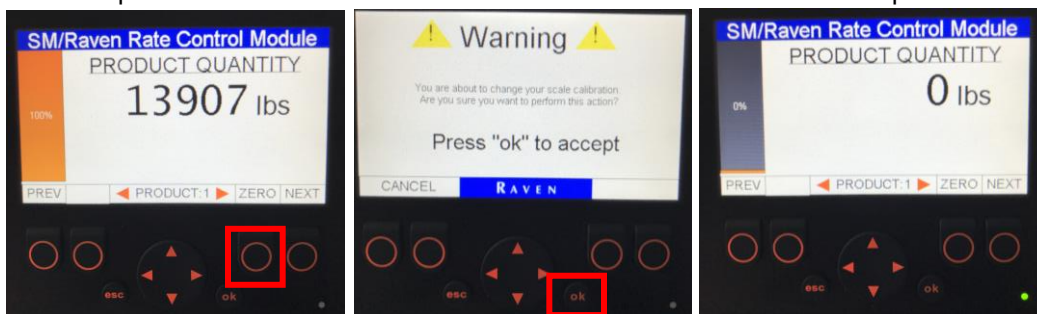 SM/Raven Rate Control Module
PRODUCT QUANTITY
13907 lbs
100%
PREV ◀ PRODUCT:1 ▶ ZERO NEXT
esc ok
Warning
You are about to change your scale calibration.
Are you sure you want to perform this action?
Press "ok" to accept
CANCEL RAVEN
esc ok
SM/Raven Rate Control Module
PRODUCT QUANTITY
0 lbs
0%
PREV ◀ PRODUCT:1 ▶ ZERO NEXT
esc ok